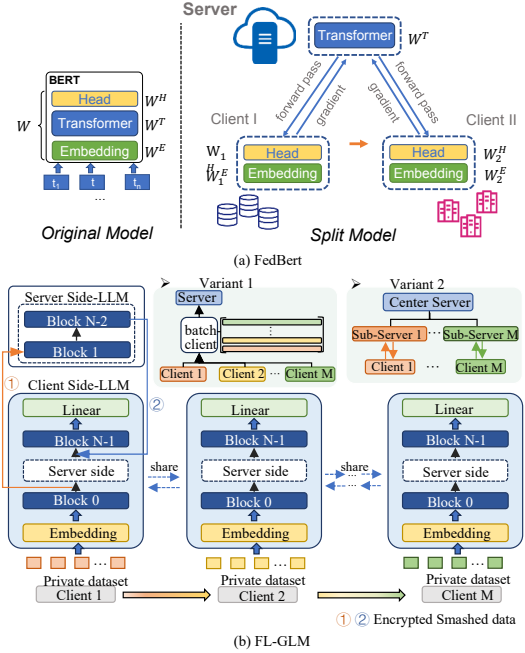 Server
BERT
Head
W^H
W
Transformer
W^T
Embedding
W^E
t_1
t
t_n
...
Original Model
Transformer
W^T
forward pass
gradient
gradient
forward pass
Client I
Client II
W_1
Head
H
W_1^E
Embedding
Head
W_2^H
Embedding
W_2^E
Split Model
(a) FedBert
Server Side-LLM
Block N-2
Block 1
①
②
Variant 1
Server
batch client
Client 1
Client 2
...
Client M
Variant 2
Center Server
Sub-Server 1
...
Sub-Server M
Client 1
...
Client M
Client Side-LLM
Linear
Block N-1
Server side
Block 0
Embedding
...
Private dataset
Client 1
share
Linear
Block N-1
Server side
Block 0
Embedding
...
Private dataset
Client 2
share
...
...
Linear
Block N-1
Server side
Block 0
Embedding
...
Private dataset
Client M
① ② Encrypted Smashed data
(b) FL-GLM